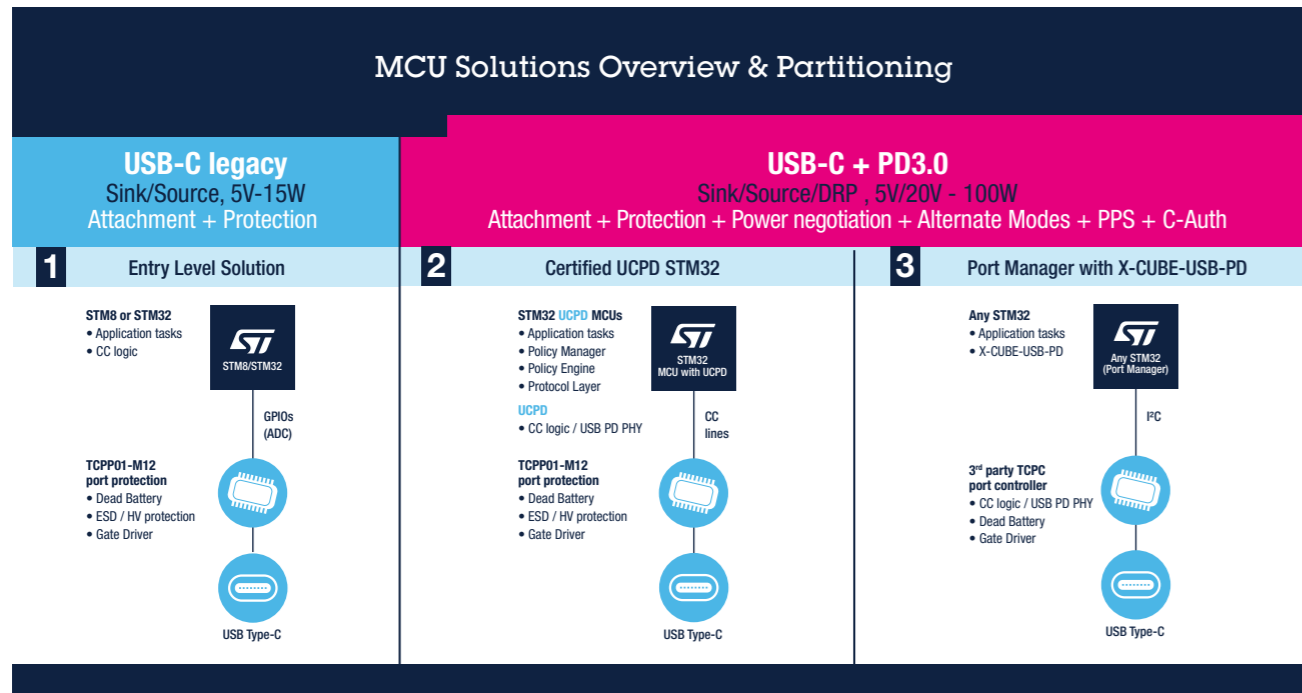 MCU Solutions Overview & Partitioning
USB-C legacy
Sink/Source, 5V-15W
Attachment + Protection
USB-C + PD3.0
Sink/Source/DRP , 5V/20V - 100W
Attachment + Protection + Power negotiation + Alternate Modes + PPS + C-Auth
1
Entry Level Solution
2
Certified UCPD STM32
3
Port Manager with X-CUBE-USB-PD
STM8 or STM32
• Application tasks
• CC logic
ST
STM8/STM32
GPIOs
(ADC)
TCPP01-M12
port protection
• Dead Battery
• ESD / HV protection
• Gate Driver
USB Type-C
STM32 UCPD MCUs
• Application tasks
• Policy Manager
• Policy Engine
• Protocol Layer
UCPD
• CC logic / USB PD PHY
ST
STM32
MCU with UCPD
CC
lines
TCPP01-M12
port protection
• Dead Battery
• ESD / HV protection
• Gate Driver
USB Type-C
Any STM32
• Application tasks
• X-CUBE-USB-PD
ST
Any STM32
(Port Manager)
I²C
3rd party TCPC
port controller
• CC logic / USB PD PHY
• Dead Battery
• Gate Driver
USB Type-C